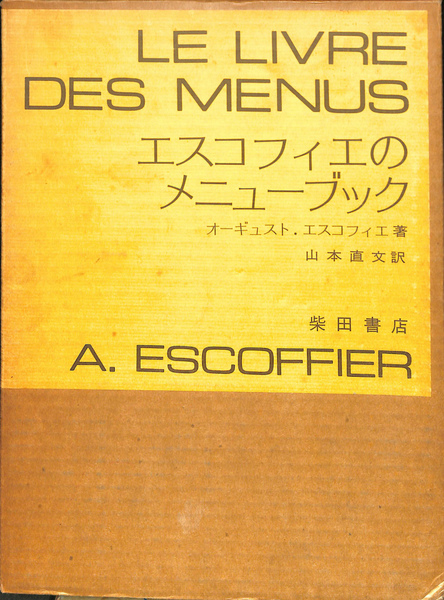 LE LIVRE
DES MENUS
エスコフィエの
メニューブック
オーギュスト・エスコフィエ著
山本直文訳
柴田書店
A. ESCOFFIER